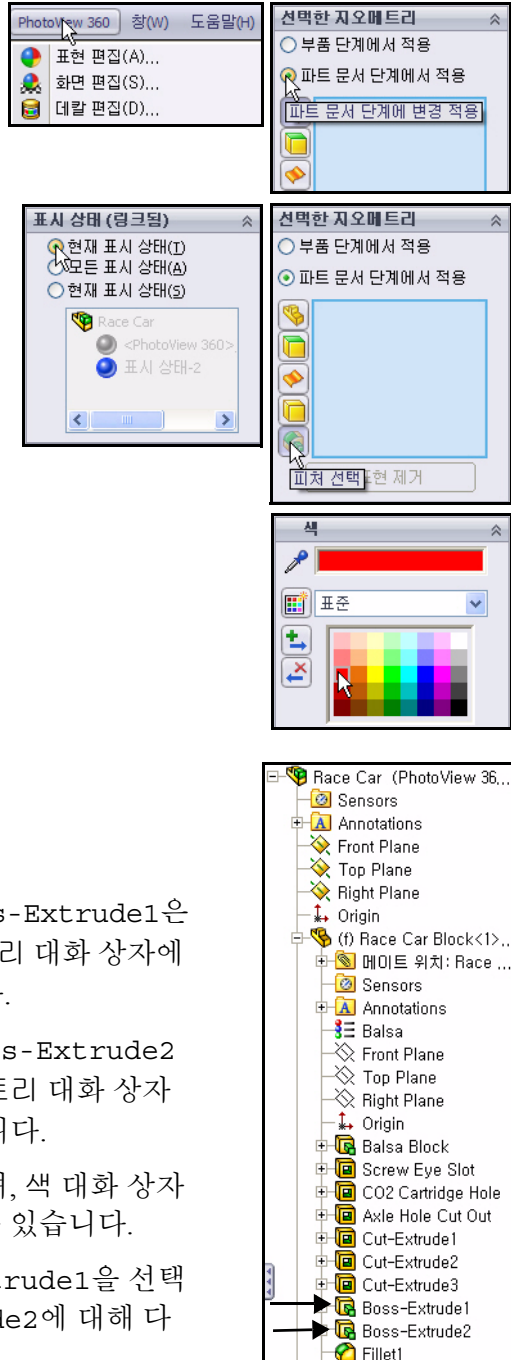 PhotoView 360 창(W) 도움말(H)
표현 편집(A)...
화면 편집(S)...
데칼 편집(D)...
선택한 지오메트리
부품 단계에서 적용
파트 문서 단계에서 적용
파트 문서 단계에 변경 적용
표시 상태 (링크됨)
현재 표시 상태(T)
모든 표시 상태(A)
현재 표시 상태(S)
Race Car
<PhotoView 360>
표시 상태-2
선택한 지오메트리
부품 단계에서 적용
파트 문서 단계에서 적용
피처 선택 표현 제거
색
표준
s-Extrude1은
리 대화 상자에
s-Extrude2
트리 대화 상자
니다.
색 대화 상자
있습니다.
rude1을 선택
de2에 대해 다
Race Car (PhotoView 36...
Sensors
Annotations
Front Plane
Top Plane
Right Plane
Origin
(f) Race Car Block<1>...
메이트 위치: Race ...
Sensors
Annotations
Balsa
Front Plane
Top Plane
Right Plane
Origin
Balsa Block
Screw Eye Slot
CO2 Cartridge Hole
Axle Hole Cut Out
Cut-Extrude1
Cut-Extrude2
Cut-Extrude3
Boss-Extrude1
Boss-Extrude2
Fillet1